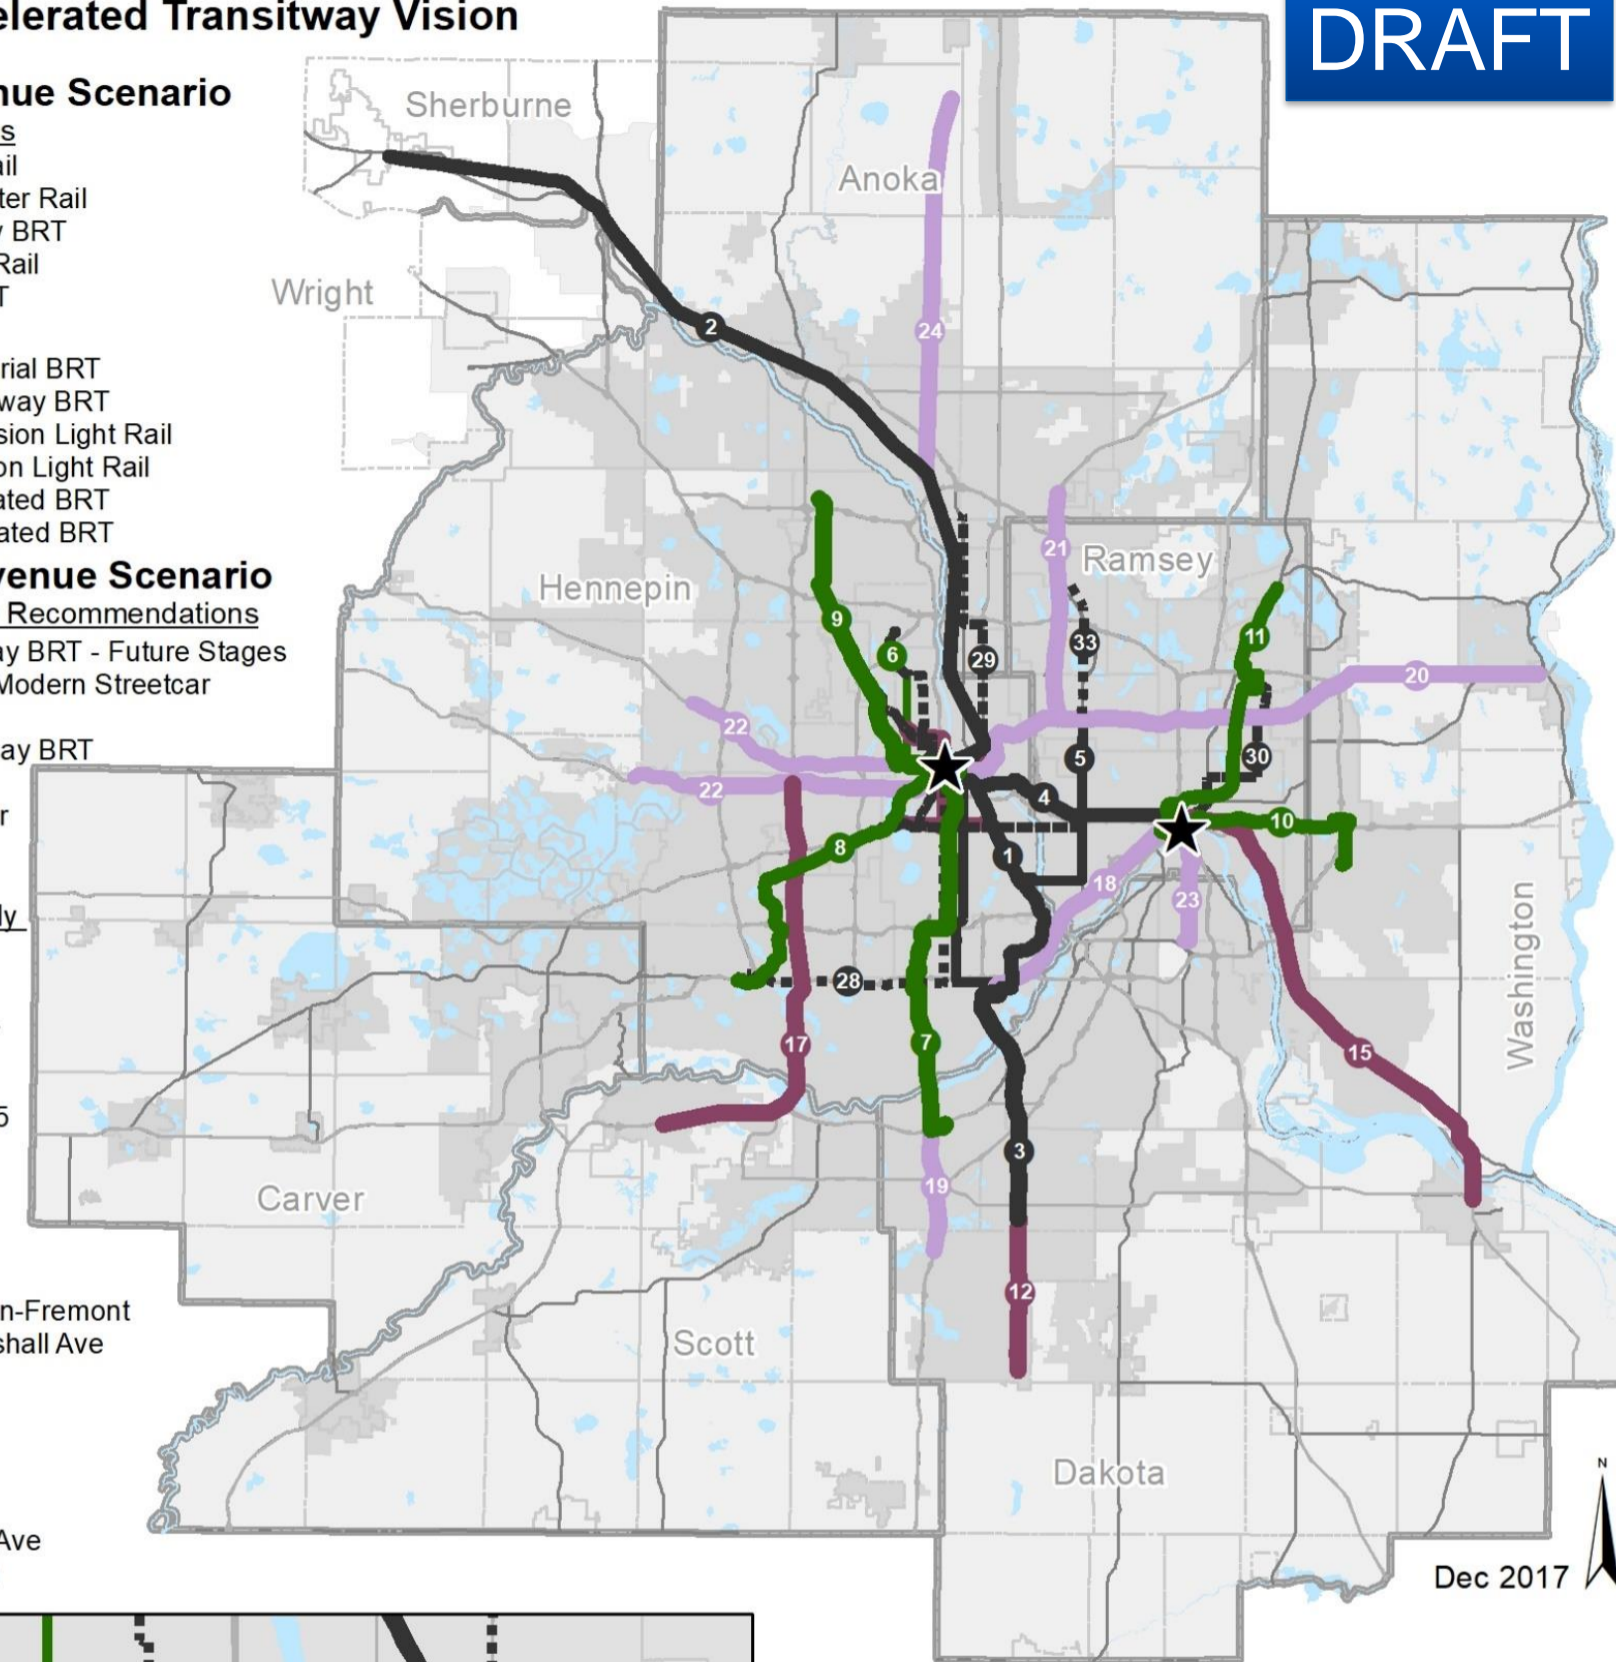 elerated Transitway Vision
DRAFT
nue Scenario
s
ail
ter Rail
y BRT
Rail
T
rial BRT
way BRT
sion Light Rail
on Light Rail
ated BRT
ated BRT
venue Scenario
Recommendations
ay BRT - Future Stages
Modern Streetcar
ay BRT
r
ly
5
n-Fremont
shall Ave
Ave
Sherburne
Anoka
Wright
2
24
Hennepin
21
Ramsey
9
6
29
33
11
20
22
5
30
22
4
10
8
1
18
23
Washington
28
17
7
15
3
19
Carver
12
Scott
Dakota
N
Dec 2017